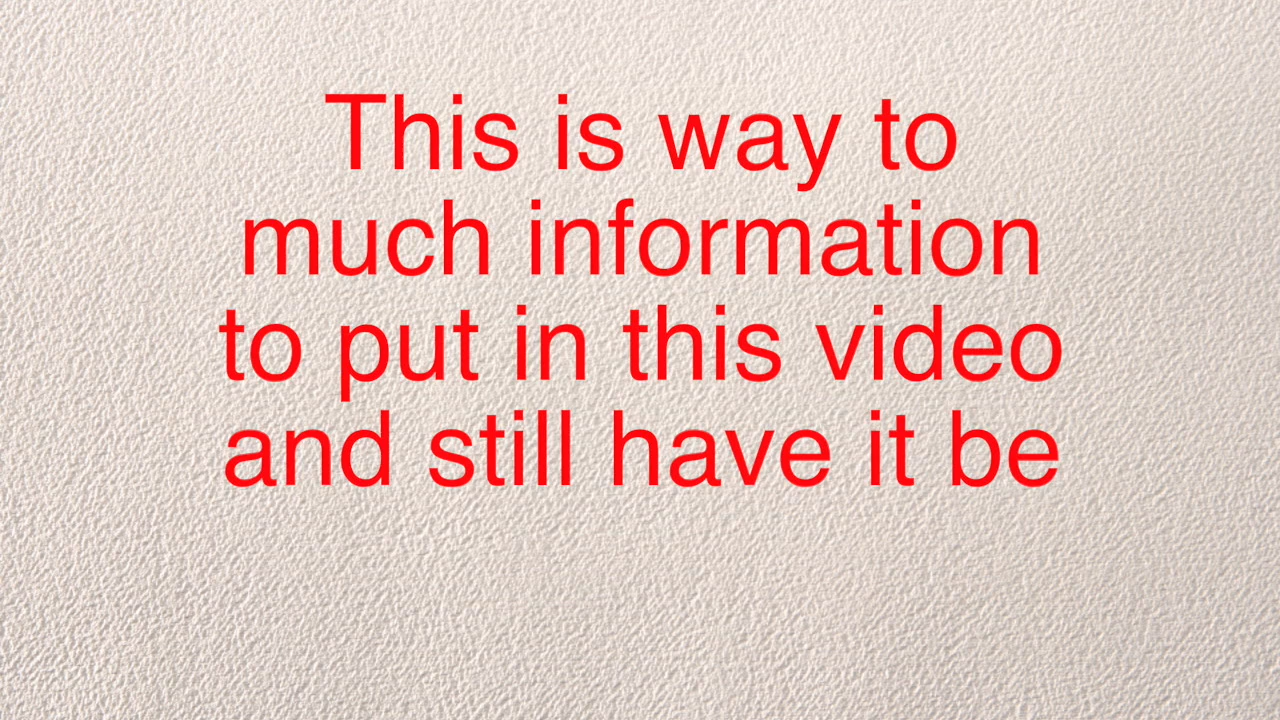 This is way to
much information
to put in this video
and still have it be